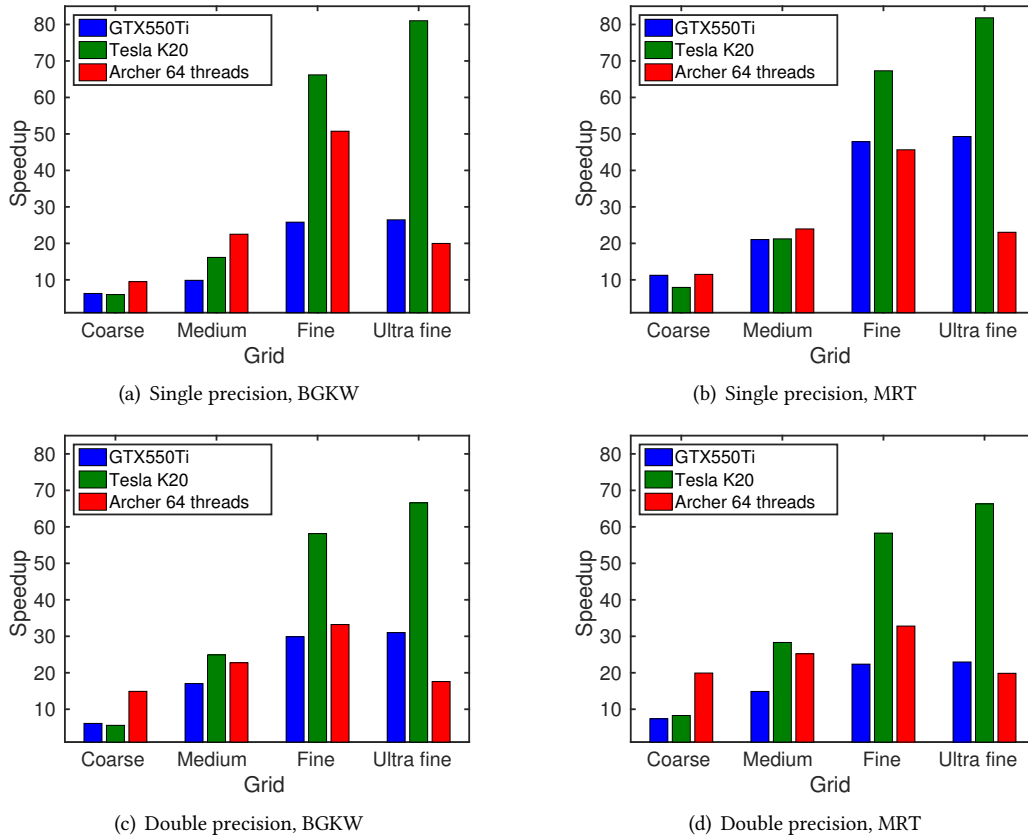 80
70
60
50
40
30
20
10
Speedup
GTX550Ti
Tesla K20
Archer 64 threads
Coarse Medium Fine Ultra fine
Grid
(a) Single precision, BGKW
80
70
60
50
40
30
20
10
Speedup
GTX550Ti
Tesla K20
Archer 64 threads
Coarse Medium Fine Ultra fine
Grid
(b) Single precision, MRT
80
70
60
50
40
30
20
10
Speedup
GTX550Ti
Tesla K20
Archer 64 threads
Coarse Medium Fine Ultra fine
Grid
(c) Double precision, BGKW
80
70
60
50
40
30
20
10
Speedup
GTX550Ti
Tesla K20
Archer 64 threads
Coarse Medium Fine Ultra fine
Grid
(d) Double precision, MRT